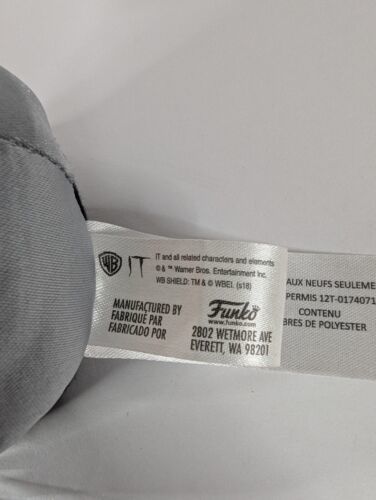 WB IT
IT and all related characters and elements
© & ™ Warner Bros. Entertainment Inc.
WB SHIELD: TM & © WBEI. (s18)
MANUFACTURED BY
FABRIQUÉ PAR
FABRICADO POR
Funko
www.funko.com
2802 WETMORE AVE
EVERETT, WA 98201
AUX NEUFS SEULEME
PERMIS 12T-0174071
CONTENU
BRES DE POLYESTER